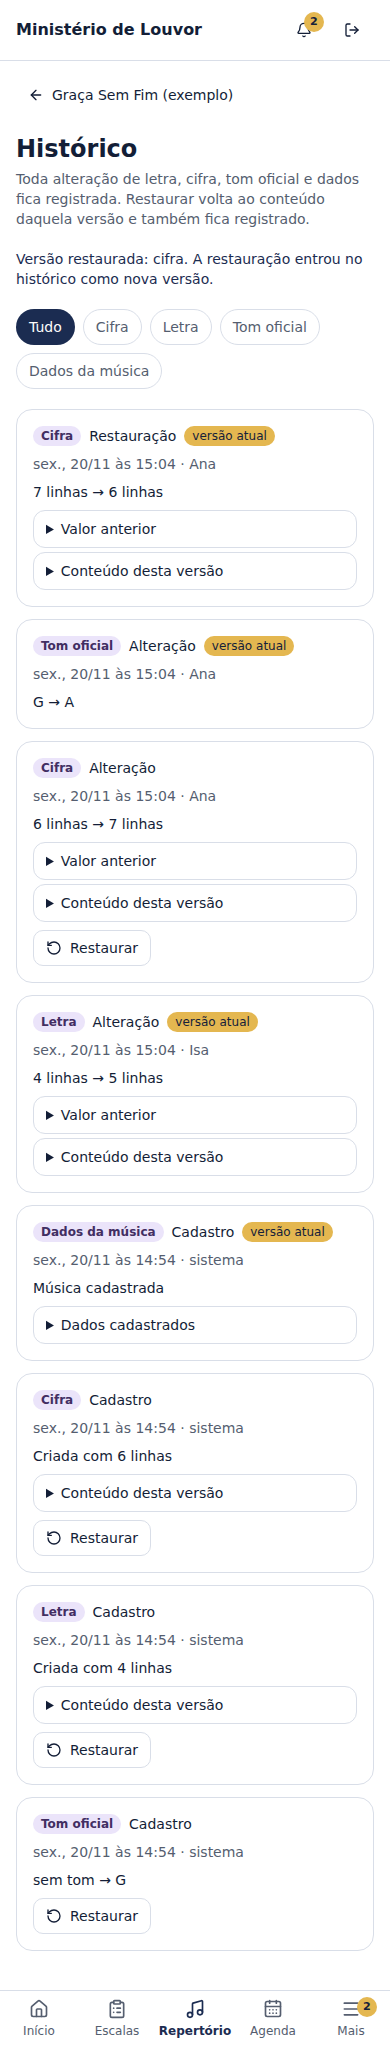 Ministério de Louvor
2
Graça Sem Fim (exemplo)
Histórico
Toda alteração de letra, cifra, tom oficial e dados
fica registrada. Restaurar volta ao conteúdo
daquela versão e também fica registrado.
Versão restaurada: cifra. A restauração entrou no
histórico como nova versão.
Tudo Cifra Letra Tom oficial
Dados da música
Cifra Restauração versão atual
sex., 20/11 às 15:04 · Ana
7 linhas → 6 linhas
Valor anterior
Conteúdo desta versão
Tom oficial Alteração versão atual
sex., 20/11 às 15:04 · Ana
G → A
Cifra Alteração
sex., 20/11 às 15:04 · Ana
6 linhas → 7 linhas
Valor anterior
Conteúdo desta versão
Restaurar
Letra Alteração versão atual
sex., 20/11 às 15:04 · Isa
4 linhas → 5 linhas
Valor anterior
Conteúdo desta versão
Dados da música Cadastro versão atual
sex., 20/11 às 14:54 · sistema
Música cadastrada
Dados cadastrados
Cifra Cadastro
sex., 20/11 às 14:54 · sistema
Criada com 6 linhas
Conteúdo desta versão
Restaurar
Letra Cadastro
sex., 20/11 às 14:54 · sistema
Criada com 4 linhas
Conteúdo desta versão
Restaurar
Tom oficial Cadastro
sex., 20/11 às 14:54 · sistema
sem tom → G
Restaurar
2
Início Escalas Repertório Agenda Mais